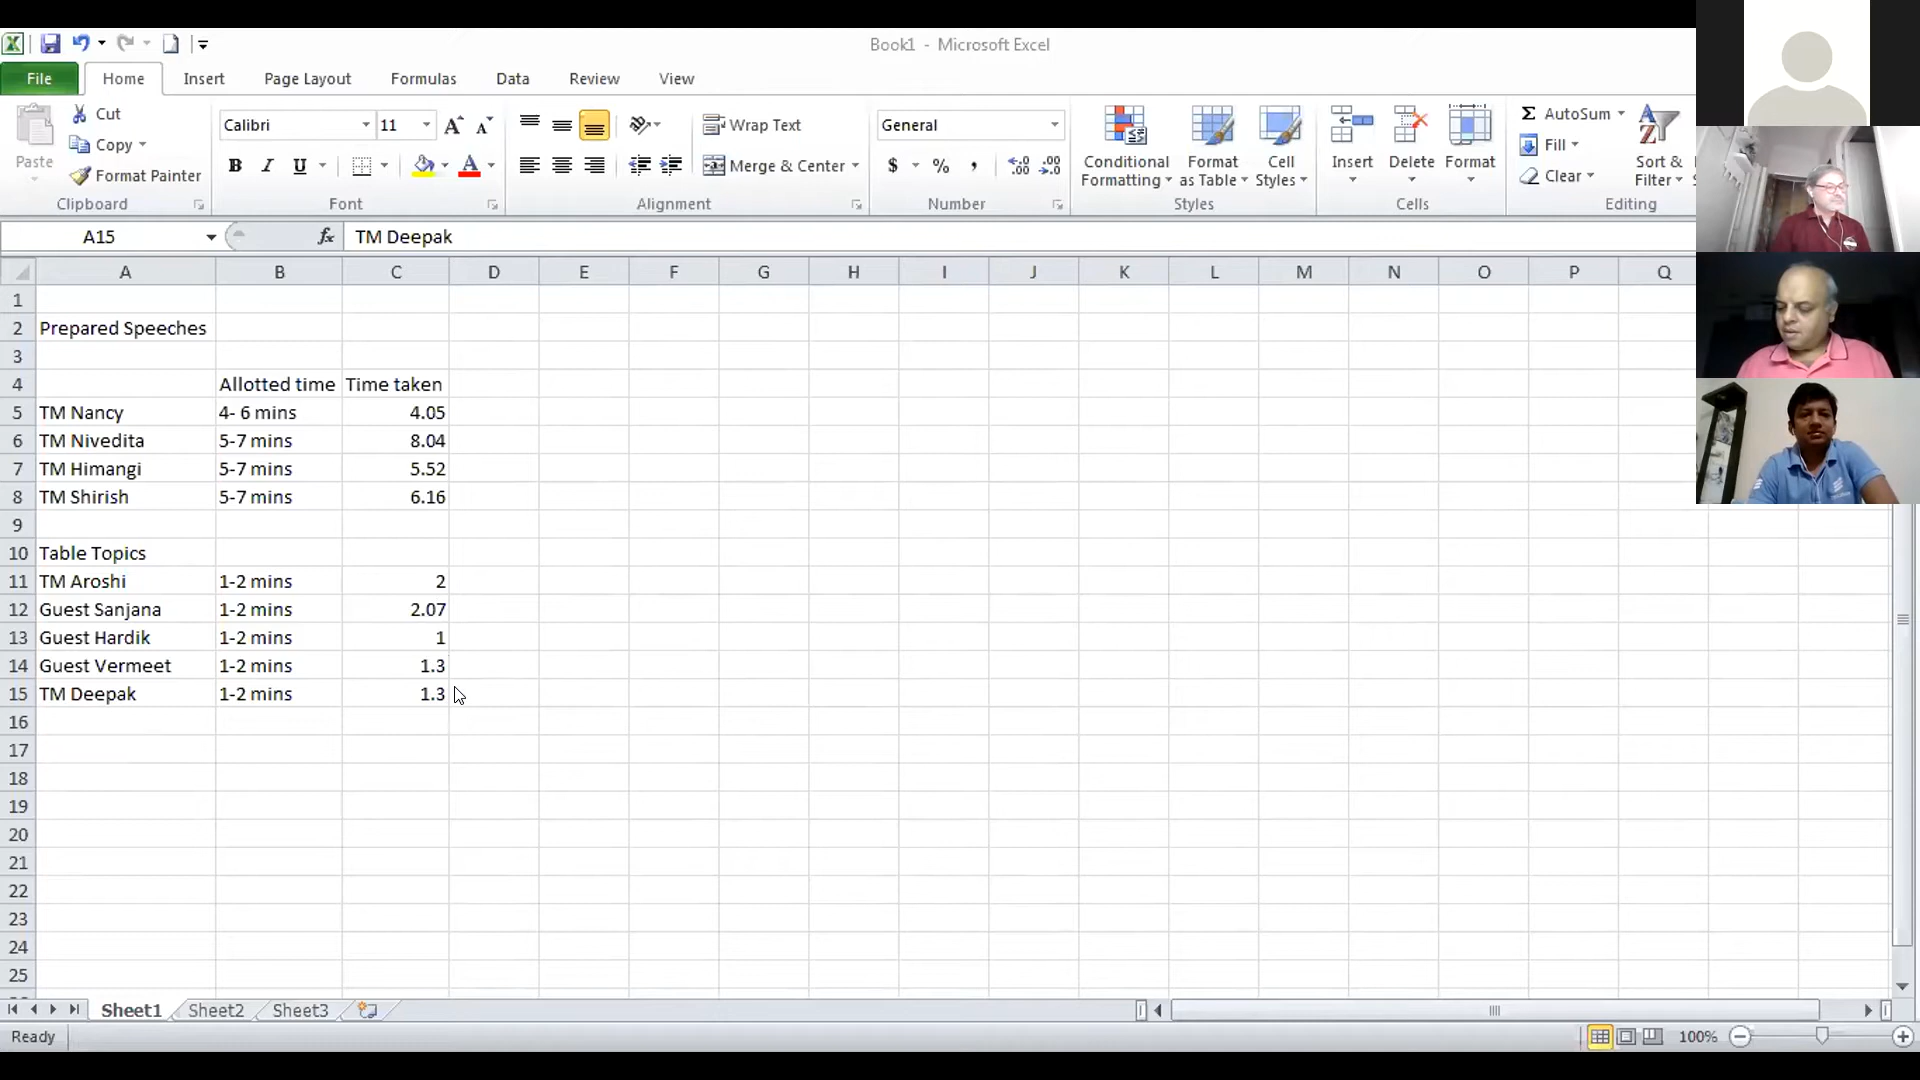 Book1 - Microsoft Excel
File Home Insert Page Layout Formulas Data Review View
Paste
Cut
Copy
Format Painter
Clipboard
Calibri 11
B I U
Font
Wrap Text
Merge & Center
Alignment
General
$ % ,
Number
Conditional Formatting
Format as Table
Cell Styles
Styles
Insert Delete Format
Cells
Σ AutoSum
Fill
Clear
Sort & Filter
Editing
A15 fx TM Deepak
A B C D E F G H I J K L M N O P Q
1
2 Prepared Speeches
3
4 Allotted time Time taken
5 TM Nancy 4- 6 mins 4.05
6 TM Nivedita 5-7 mins 8.04
7 TM Himangi 5-7 mins 5.52
8 TM Shirish 5-7 mins 6.16
9
10 Table Topics
11 TM Aroshi 1-2 mins 2
12 Guest Sanjana 1-2 mins 2.07
13 Guest Hardik 1-2 mins 1
14 Guest Vermeet 1-2 mins 1.3
15 TM Deepak 1-2 mins 1.3
16
17
18
19
20
21
22
23
24
25
Sheet1 Sheet2 Sheet3
Ready 100%